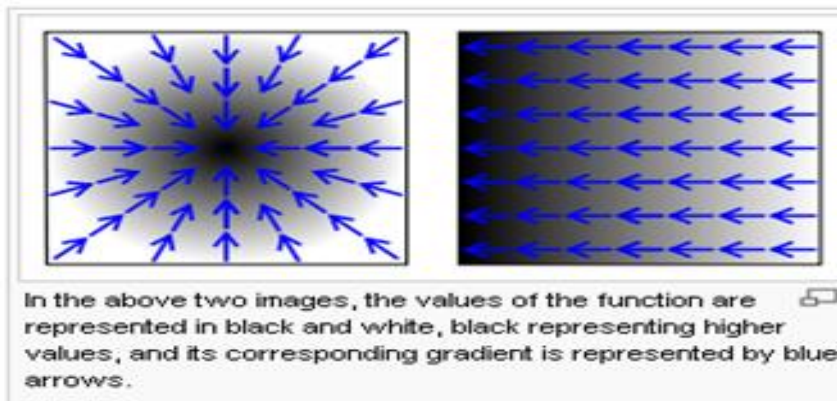 In the above two images, the values of the function are
represented in black and white, black representing higher
values, and its corresponding gradient is represented by blue
arrows.